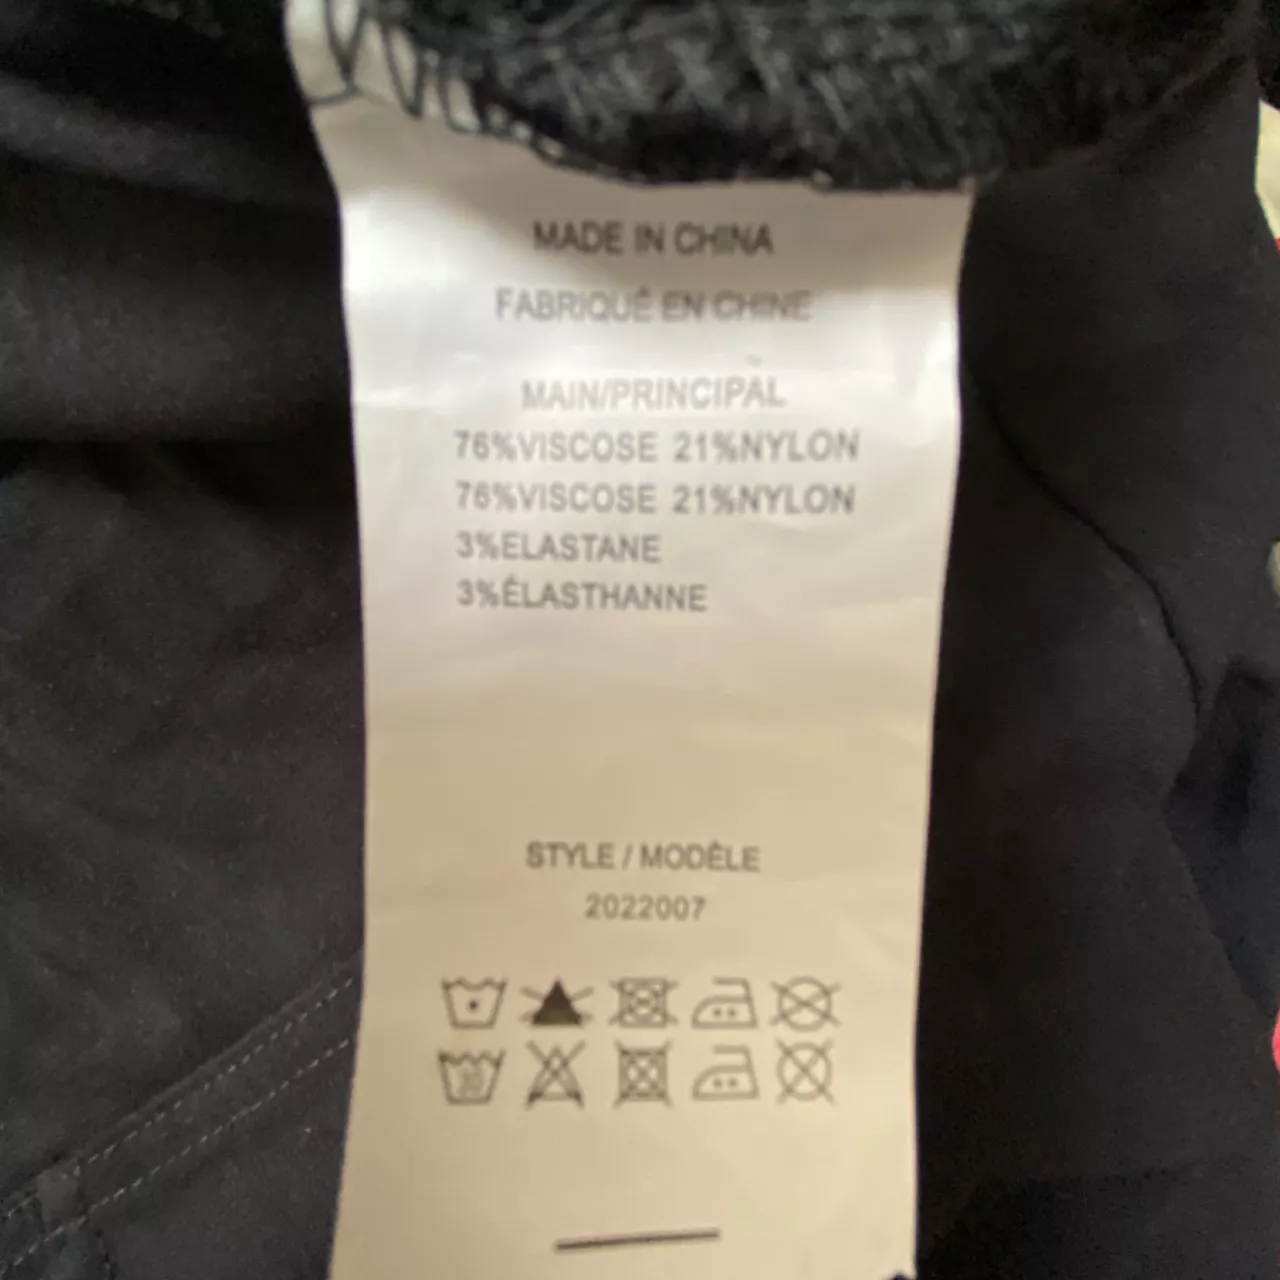 MADE IN CHINA
FABRIQUÉ EN CHINE
MAIN/PRINCIPAL
76%VISCOSE 21%NYLON
76%VISCOSE 21%NYLON
3%ELASTANE
3%ÉLASTHANNE
STYLE / MODÈLE
2022007